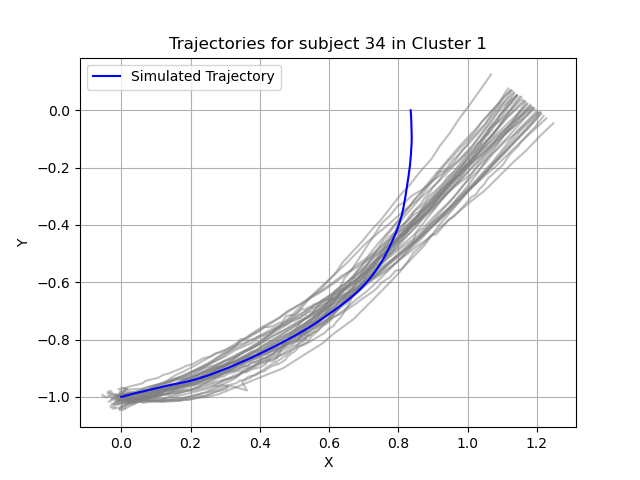 Trajectories for subject 34 in Cluster 1
Simulated Trajectory
0.0
−0.2
−0.4
−0.6
−0.8
−1.0
Y
0.0 0.2 0.4 0.6 0.8 1.0 1.2
X